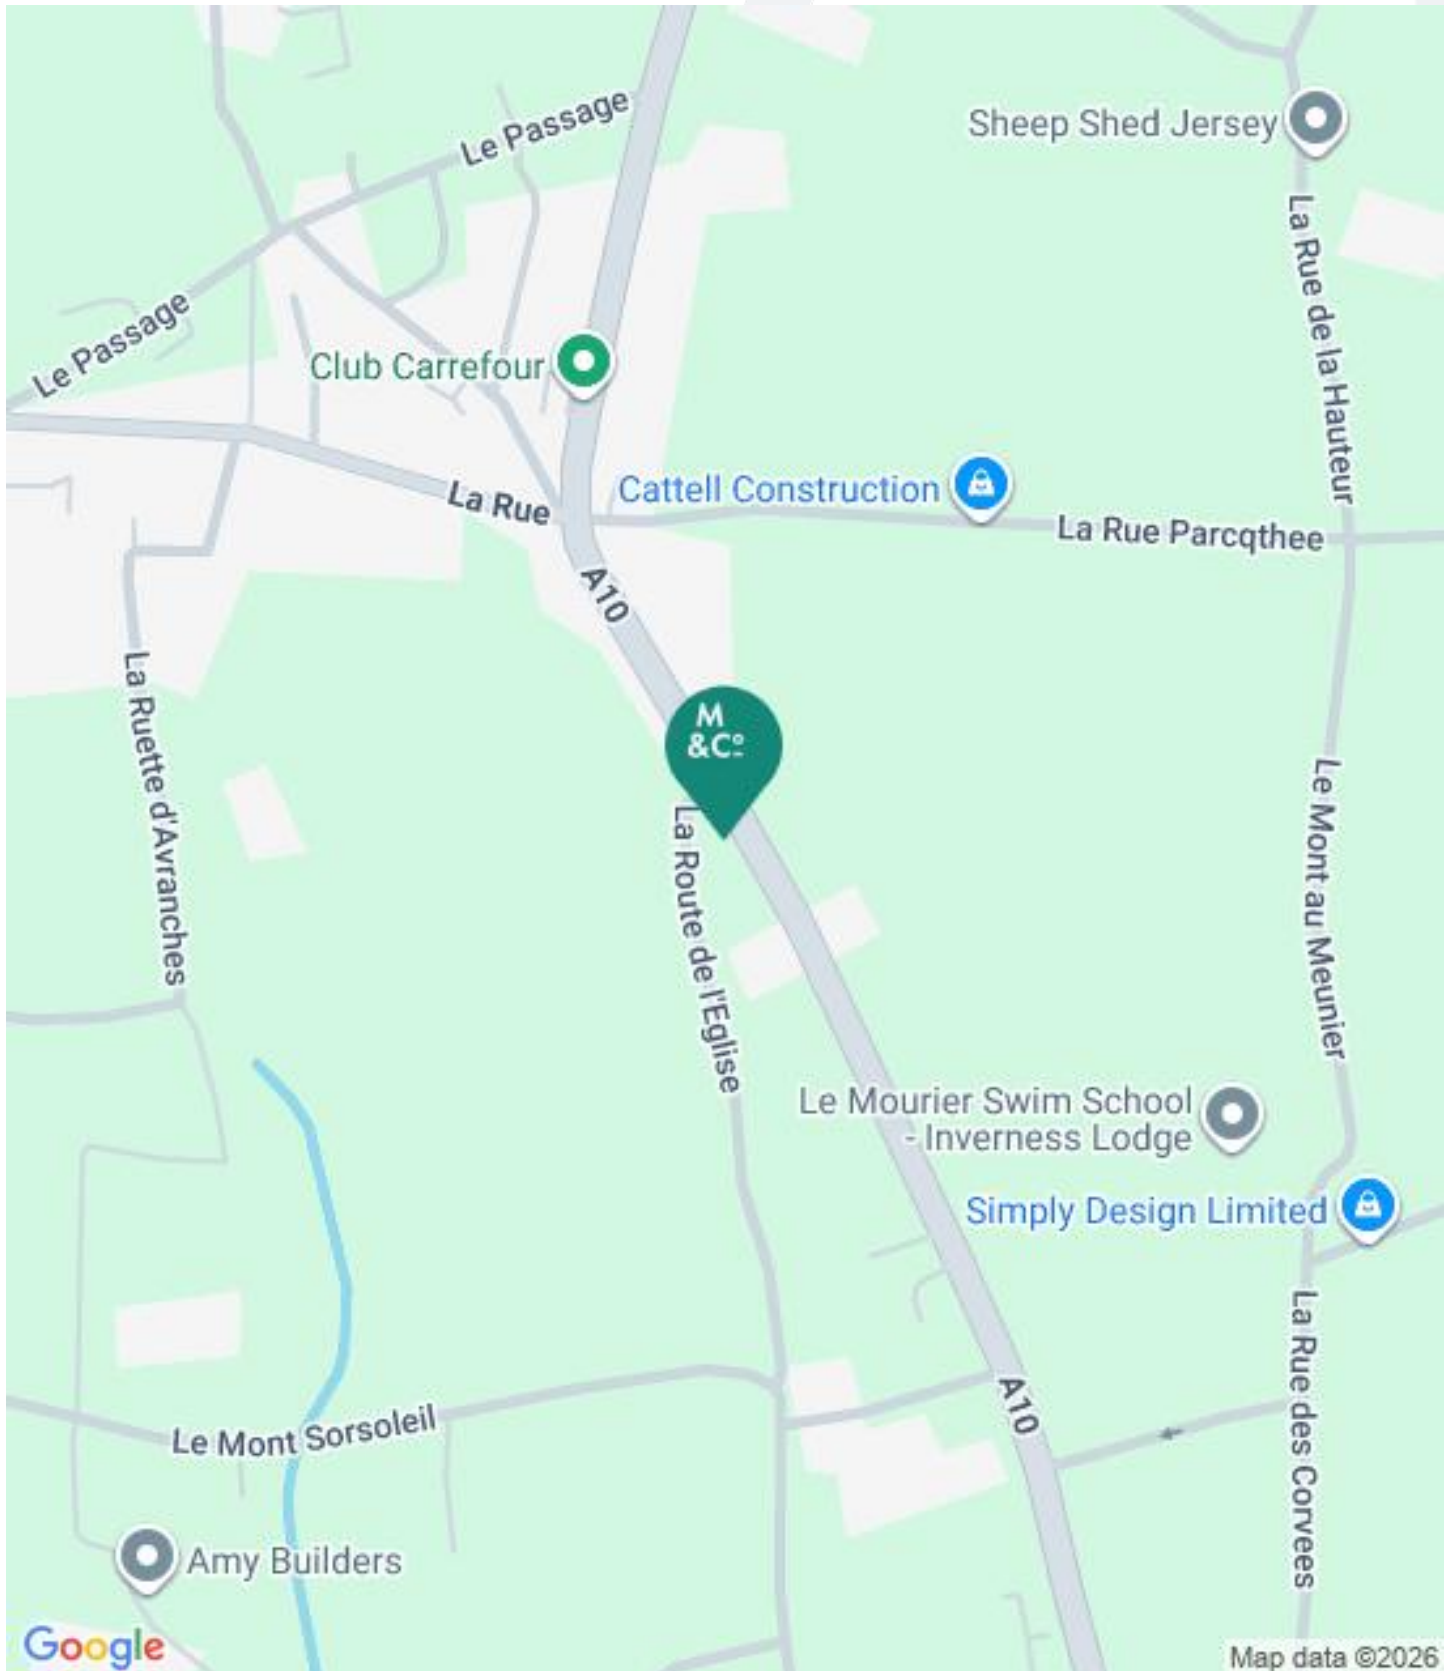 Le Passage
Sheep Shed Jersey
La Rue de la Hauteur
Le Passage
Club Carrefour
La Rue
Cattell Construction
La Rue Parcqthee
A10
La Ruette d'Avranches
M
&Cº
La Route de l'Eglise
Le Mont au Meunier
Le Mourier Swim School
- Inverness Lodge
Simply Design Limited
La Rue des Corvees
A10
Le Mont Sorsoleil
Amy Builders
Google
Map data ©2026